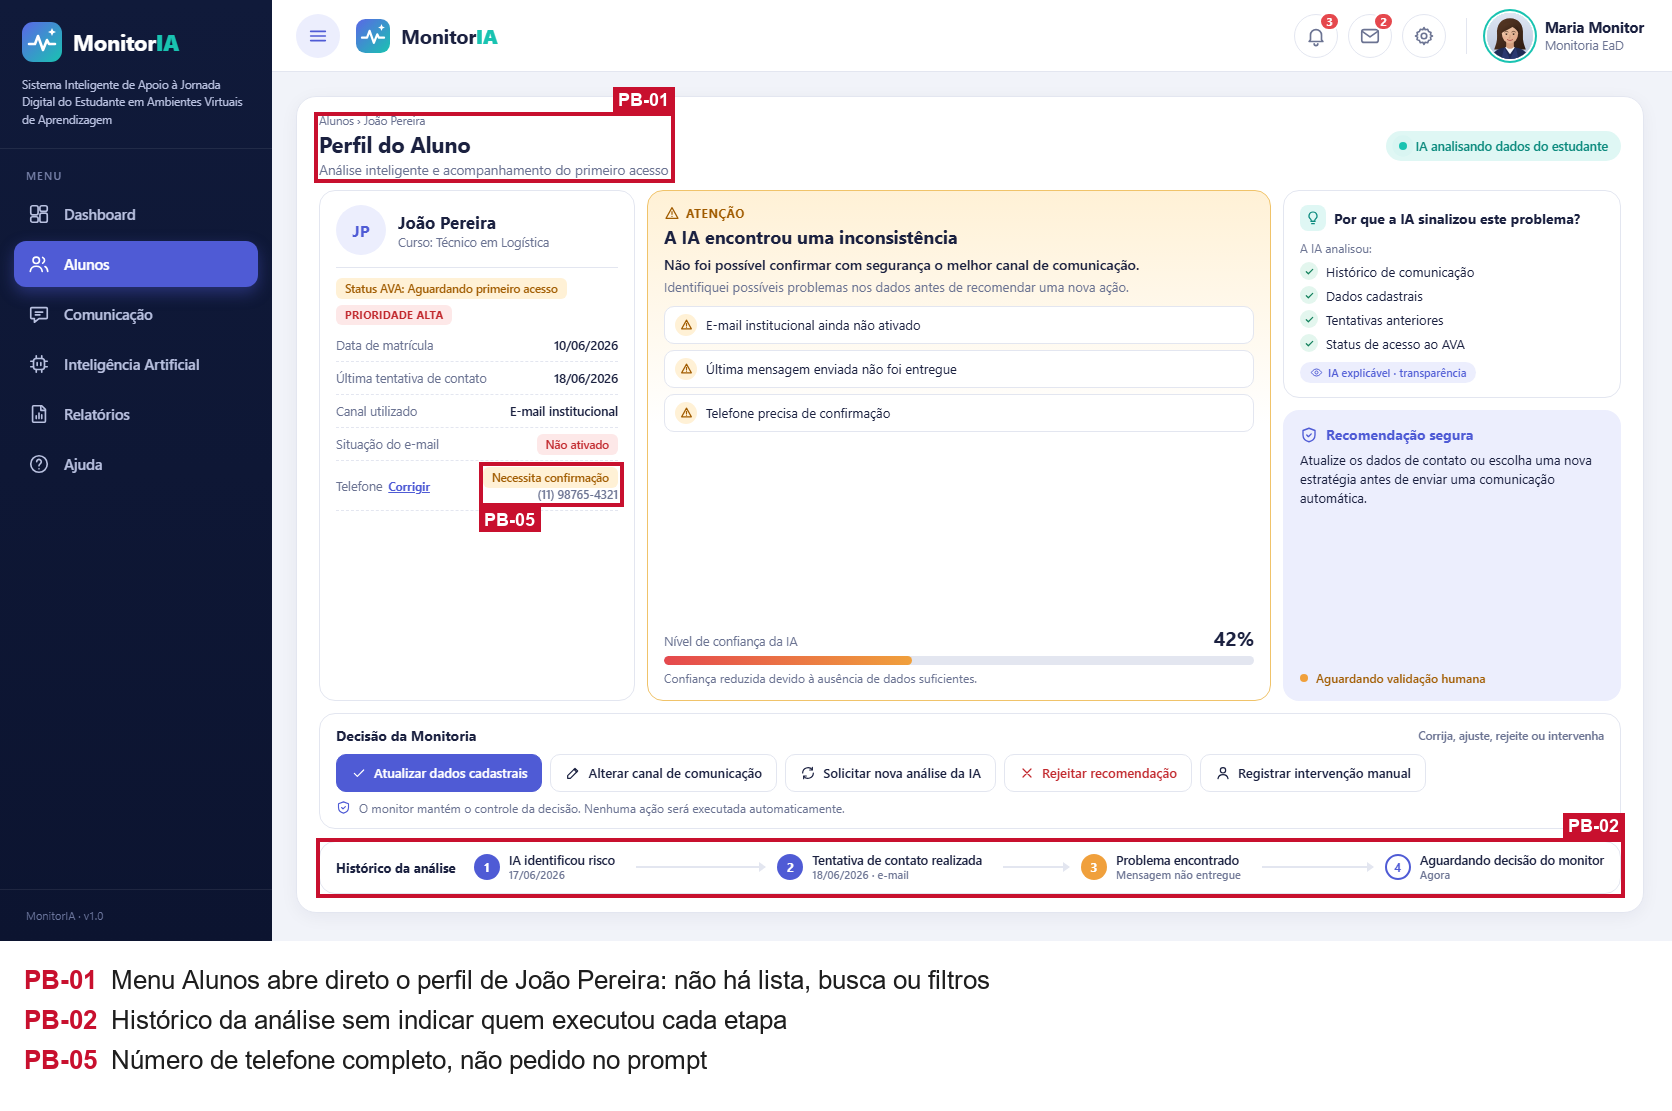 MonitorIA
Sistema Inteligente de Apoio à Jornada
Digital do Estudante em Ambientes Virtuais
de Aprendizagem
MENU
Dashboard
Alunos
Comunicação
Inteligência Artificial
Relatórios
Ajuda
MonitorIA · v1.0
MonitorIA
3
2
Maria Monitor
Monitoria EaD
PB-01
Alunos › João Pereira
Perfil do Aluno
Análise inteligente e acompanhamento do primeiro acesso
IA analisando dados do estudante
JP
João Pereira
Curso: Técnico em Logística
Status AVA: Aguardando primeiro acesso
PRIORIDADE ALTA
Data de matrícula 10/06/2026
Última tentativa de contato 18/06/2026
Canal utilizado E-mail institucional
Situação do e-mail Não ativado
Telefone Corrigir Necessita confirmação
(11) 98765-4321
PB-05
ATENÇÃO
A IA encontrou uma inconsistência
Não foi possível confirmar com segurança o melhor canal de comunicação.
Identifiquei possíveis problemas nos dados antes de recomendar uma nova ação.
E-mail institucional ainda não ativado
Última mensagem enviada não foi entregue
Telefone precisa de confirmação
Nível de confiança da IA 42%
Confiança reduzida devido à ausência de dados suficientes.
Por que a IA sinalizou este problema?
A IA analisou:
Histórico de comunicação
Dados cadastrais
Tentativas anteriores
Status de acesso ao AVA
IA explicável · transparência
Recomendação segura
Atualize os dados de contato ou escolha uma nova
estratégia antes de enviar uma comunicação
automática.
Aguardando validação humana
Decisão da Monitoria
Corrija, ajuste, rejeite ou intervenha
Atualizar dados cadastrais
Alterar canal de comunicação
Solicitar nova análise da IA
Rejeitar recomendação
Registrar intervenção manual
O monitor mantém o controle da decisão. Nenhuma ação será executada automaticamente.
PB-02
Histórico da análise
1 IA identificou risco
17/06/2026
2 Tentativa de contato realizada
18/06/2026 · e-mail
3 Problema encontrado
Mensagem não entregue
4 Aguardando decisão do monitor
Agora
PB-01 Menu Alunos abre direto o perfil de João Pereira: não há lista, busca ou filtros
PB-02 Histórico da análise sem indicar quem executou cada etapa
PB-05 Número de telefone completo, não pedido no prompt